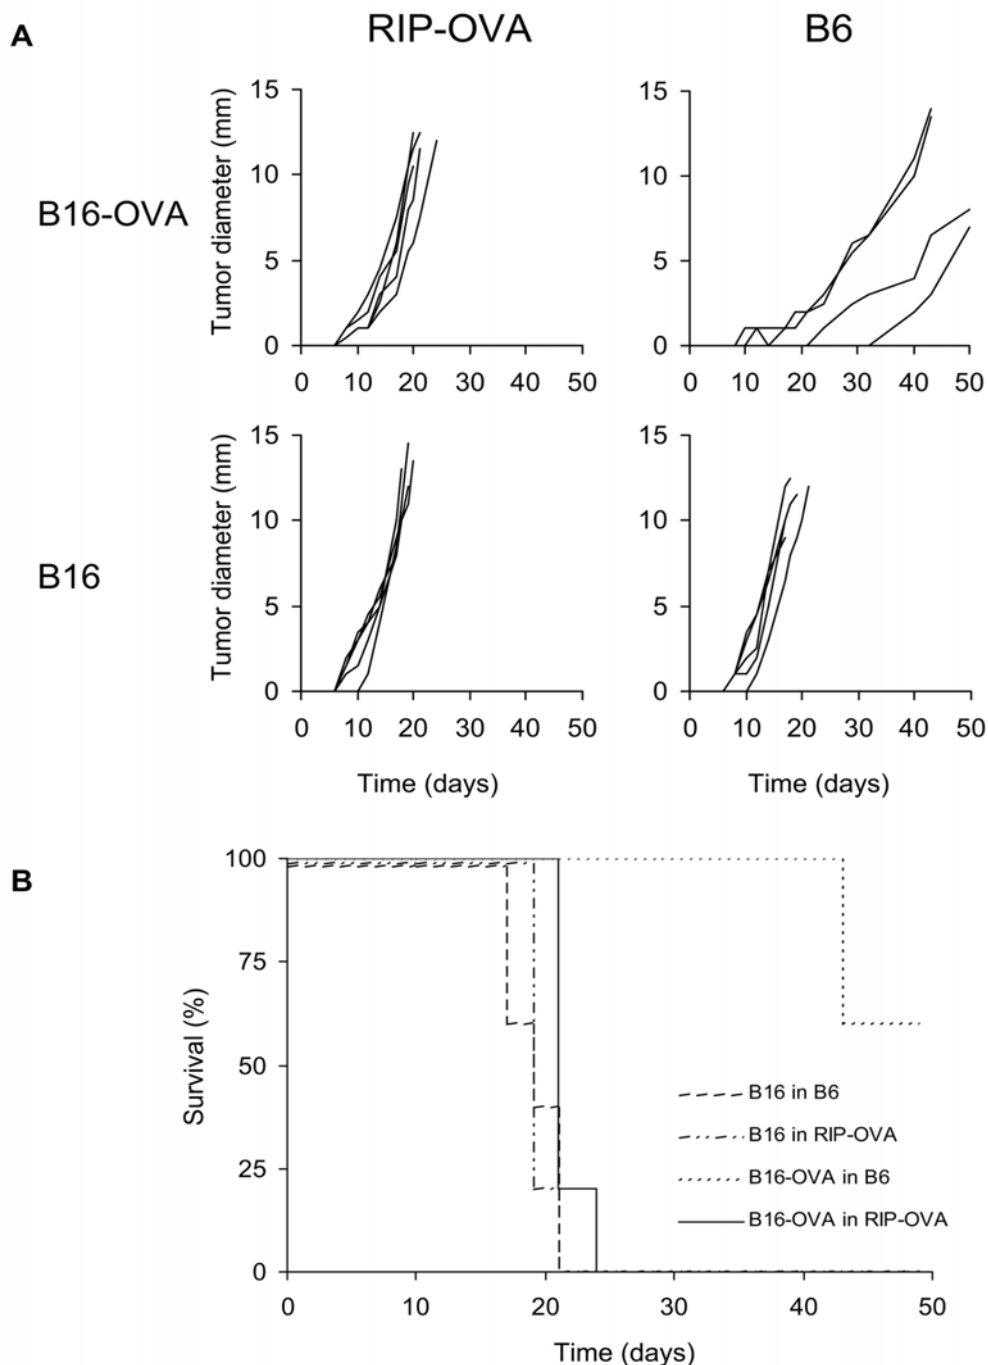 A
RIP-OVA
B6
B16-OVA
Tumor diameter (mm)
15
10
5
0
0 10 20 30 40 50
15
10
5
0
0 10 20 30 40 50
B16
Tumor diameter (mm)
15
10
5
0
0 10 20 30 40 50
Time (days)
15
10
5
0
0 10 20 30 40 50
Time (days)
B
Survival (%)
100
75
50
25
0
0 10 20 30 40 50
Time (days)
B16 in B6
B16 in RIP-OVA
B16-OVA in B6
B16-OVA in RIP-OVA